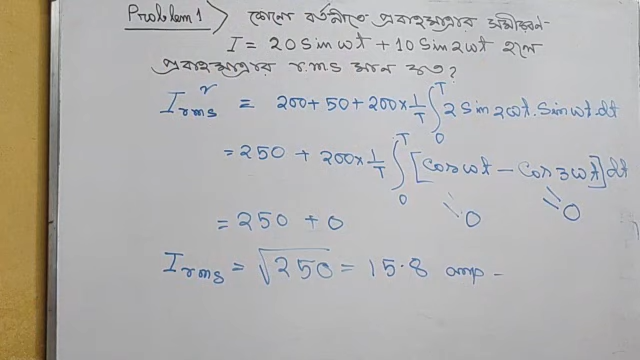 Problem 1) কোনো বর্তনীতে প্রবাহমাত্রার সমীকরণ-
I = 20 Sin ωt + 10 Sin 2ωt হলে
প্রবাহমাত্রার r.m.s মান কত?
I²rms = 200 + 50 + 200 × 1/T ∫₀ᵀ 2 Sin 2ωt · Sin ωt · dt
= 250 + 200 × 1/T ∫₀ᵀ [Cos ωt − Cos 3ωt] dt
= 0 = 0
= 250 + 0
Irms = √250 = 15.8 amp -